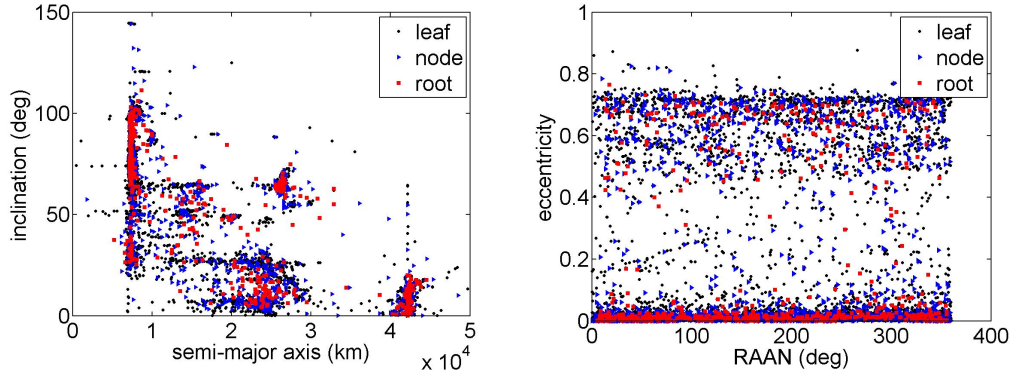 150
100
50
0
inclination (deg)
leaf
node
root
0
1
2
3
4
5
semi-major axis (km)
x 10^4
1
0.8
0.6
0.4
0.2
0
eccentricity
leaf
node
root
0
100
200
300
400
RAAN (deg)